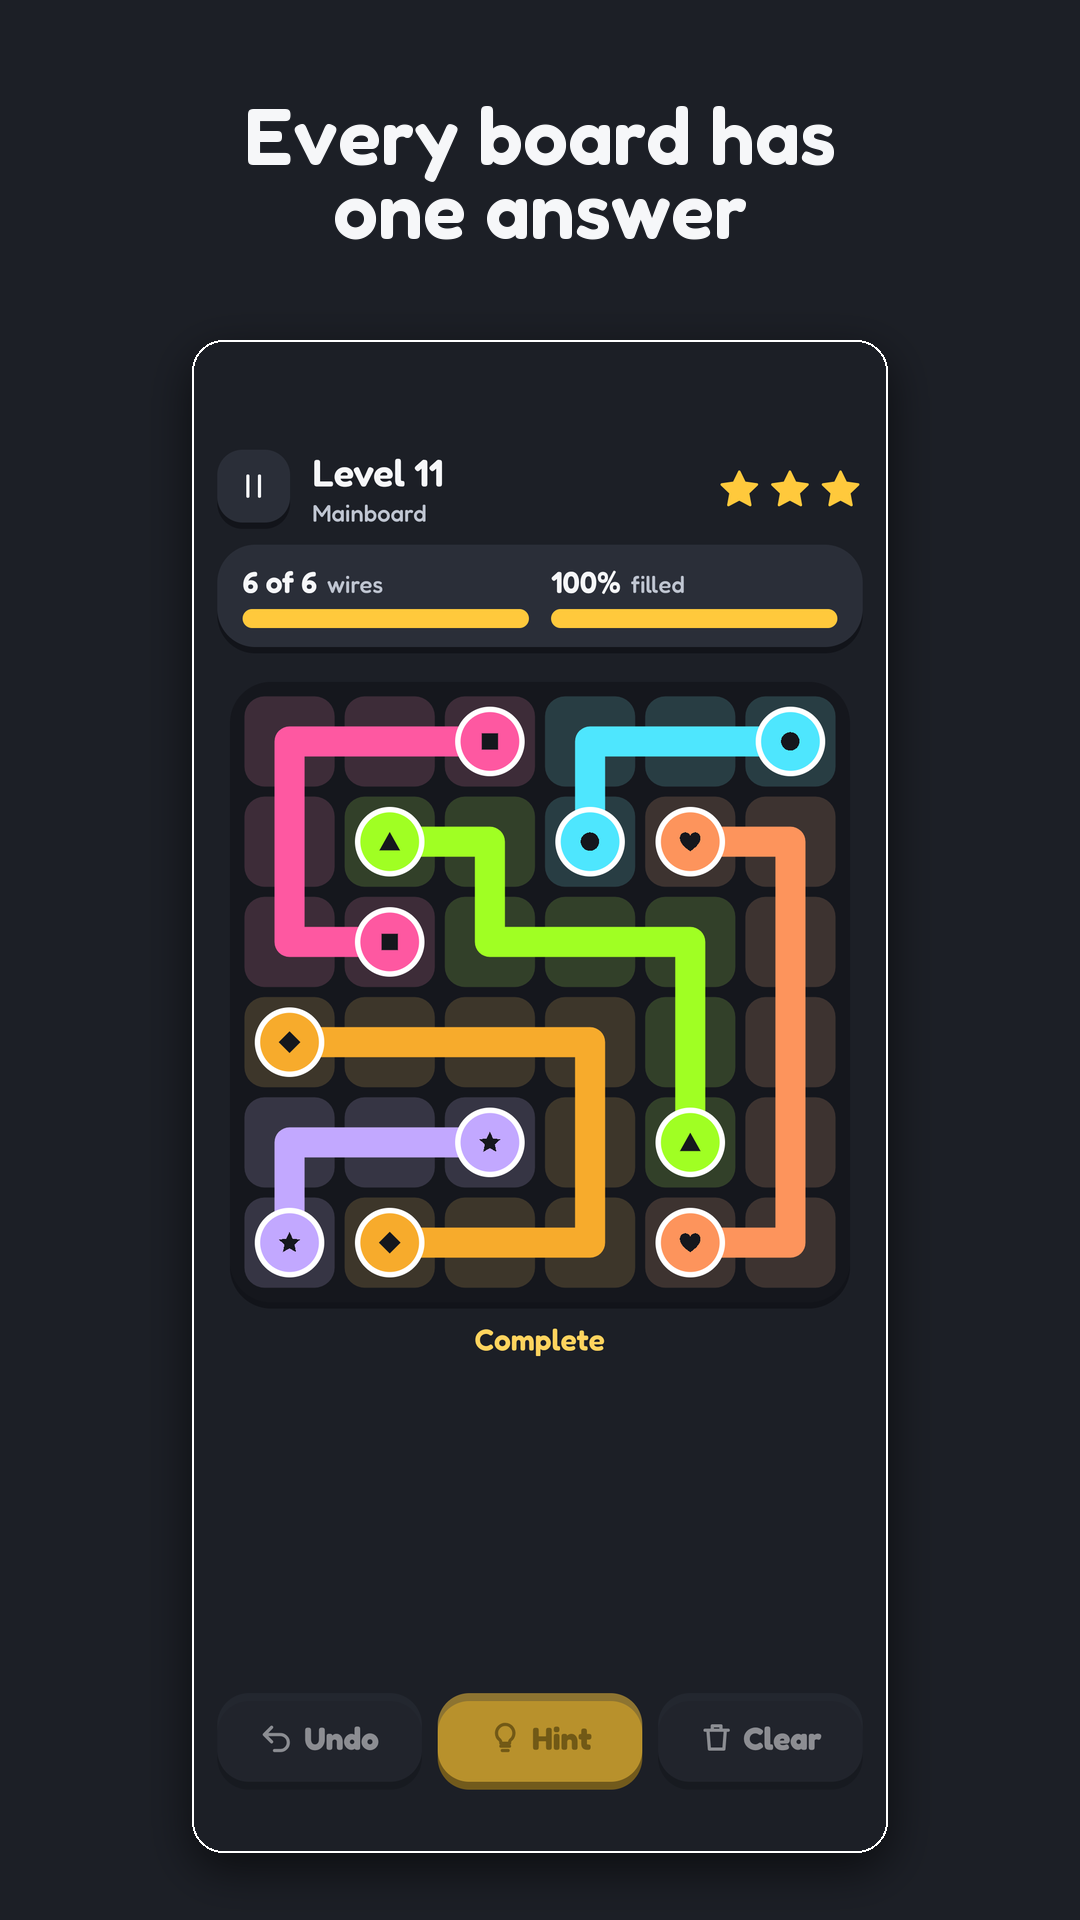 Every board has
one answer
Level 11
Mainboard
6 of 6 wires
100% filled
Complete
Undo
Hint
Clear